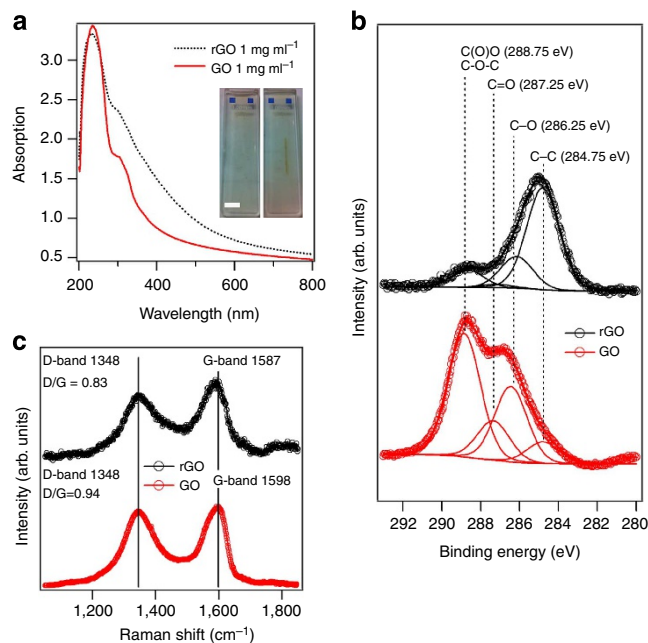 a
rGO 1 mg ml⁻¹
GO 1 mg ml⁻¹
3.0
2.5
2.0
1.5
1.0
0.5
Absorption
200
400
600
800
Wavelength (nm)
b
C(O)O (288.75 eV)
C-O-C
C=O (287.25 eV)
C–O (286.25 eV)
C–C (284.75 eV)
Intensity (arb. units)
rGO
GO
292
290
288
286
284
282
280
Binding energy (eV)
c
D-band 1348
G-band 1587
D/G = 0.83
rGO
GO
D-band 1348
G-band 1598
D/G=0.94
Intensity (arb. units)
1,200
1,400
1,600
1,800
Raman shift (cm⁻¹)